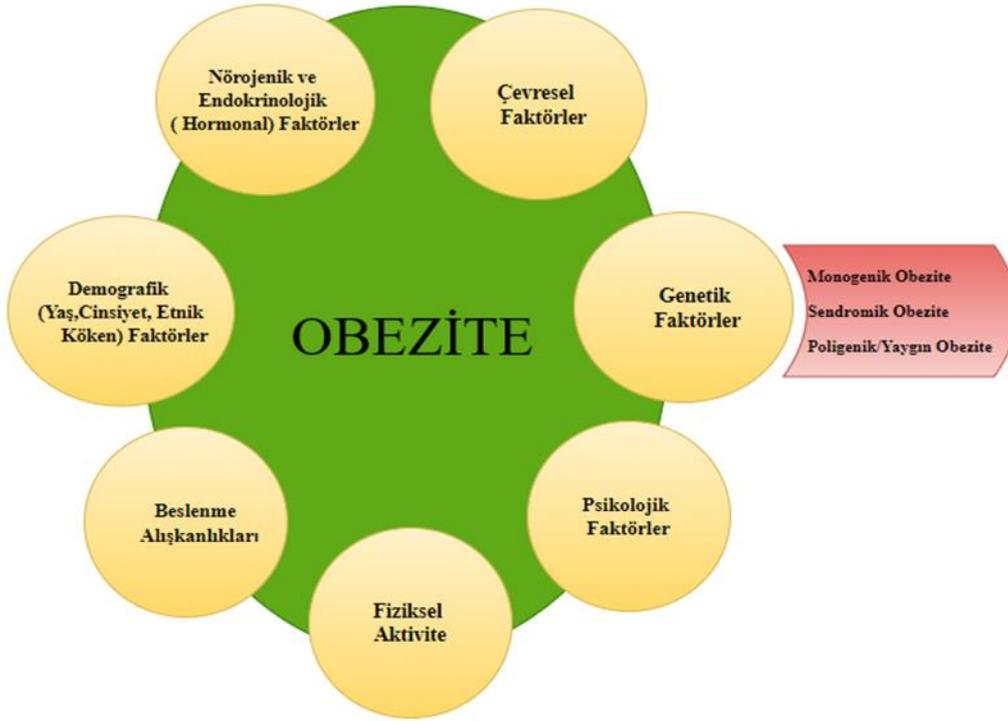 Nörojenik ve
Endokrinolojik
( Hormonal) Faktörler
Çevresel
Faktörler
Demografik
(Yaş,Cinsiyet, Etnik
Köken) Faktörler
OBEZİTE
Genetik
Faktörler
Monogenik Obezite
Sendromik Obezite
Poligenik/Yaygın Obezite
Beslenme
Alışkanlıkları
Psikolojik
Faktörler
Fiziksel
Aktivite